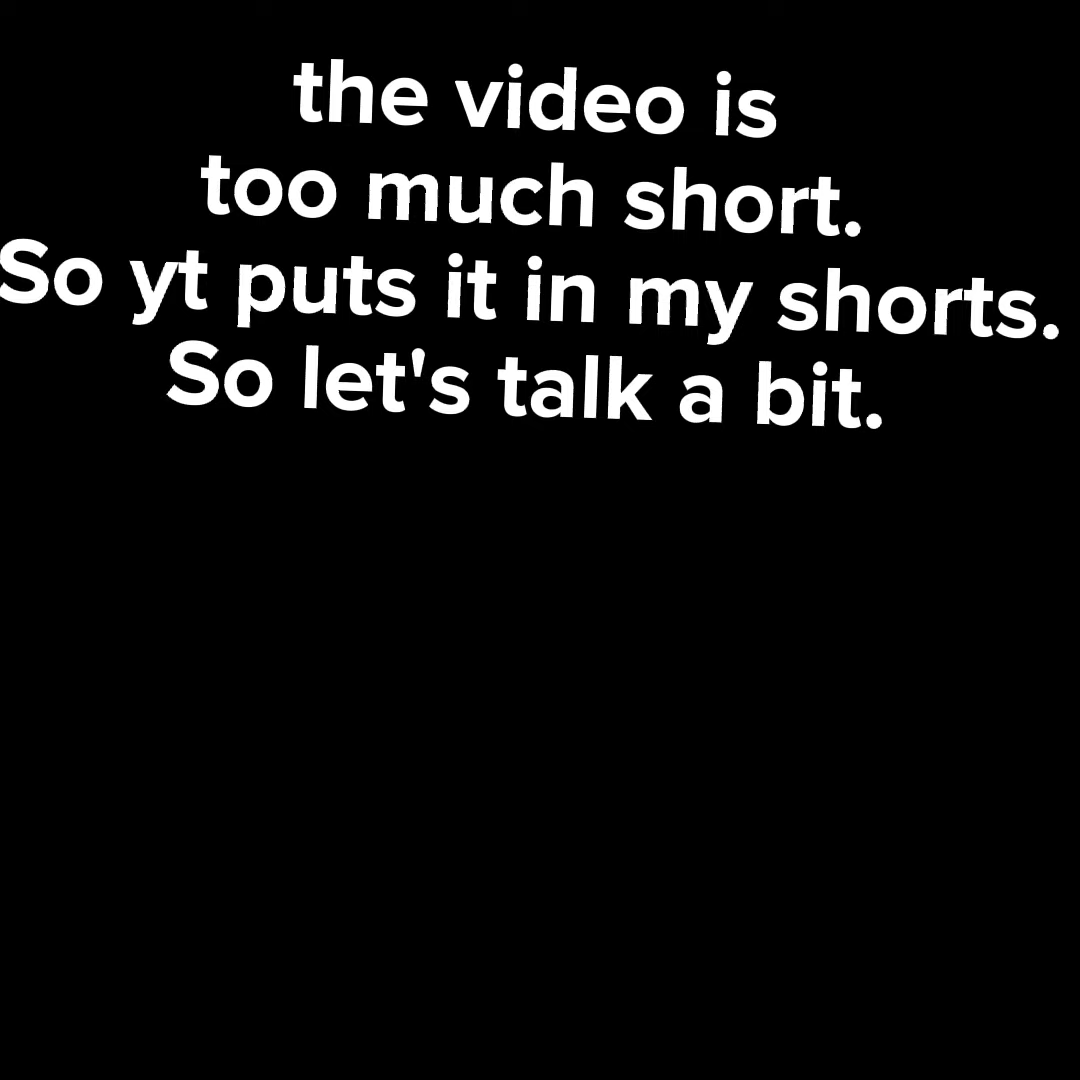 the video is
too much short.
So yt puts it in my shorts.
So let's talk a bit.